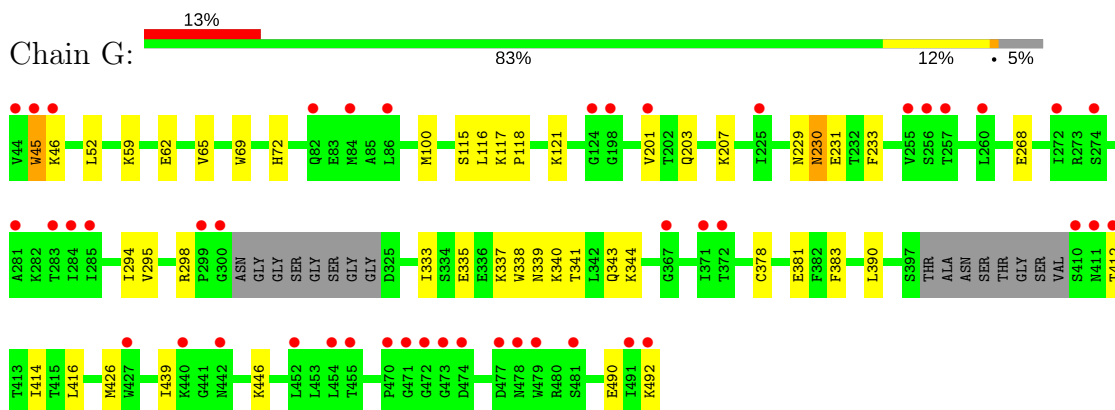 13%
Chain G:
83% 12% • 5%
V44 W45 K46 L52 K59 E62 V65 W69 H72 Q82 E83 M84 A85 L86 M100 S115 L116 K117 P118 K121 G124 G198 V201 T202 Q203 K207 I225 N229 N230 E231 T232 F233 V255 S256 T257 L260 E268 I272 R273 S274
A281 K282 T283 I284 I285 I294 V295 R298 P299 G300 ASN GLY GLY SER GLY SER GLY GLY D325 I333 S334 E335 E336 K337 W338 N339 K340 T341 L342 Q343 K344 G367 I371 T372 C378 E381 F382 F383 L390 S397 THR ALA ASN SER THR GLY SER VAL S410 N411 T412
T413 I414 T415 L416 M426 W427 I439 K440 G441 N442 K446 L452 L453 L454 T455 P470 G471 G472 G473 D474 D477 N478 W479 R480 S481 E490 I491 K492